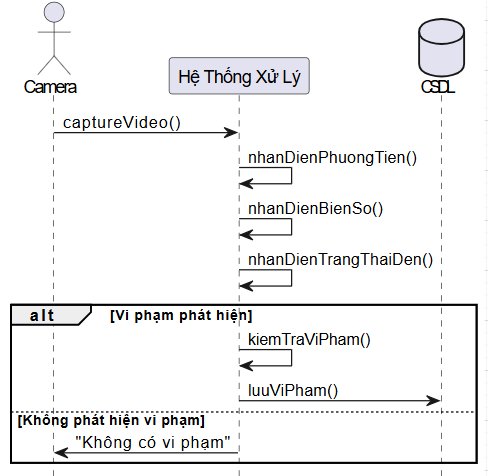 Camera
Hệ Thống Xử Lý
CSDL
captureVideo()
nhanDienPhuongTien()
nhanDienBienSo()
nhanDienTrangThaiDen()
alt [Vi phạm phát hiện]
kiemTraViPham()
luuViPham()
[Không phát hiện vi phạm]
"Không có vi phạm"